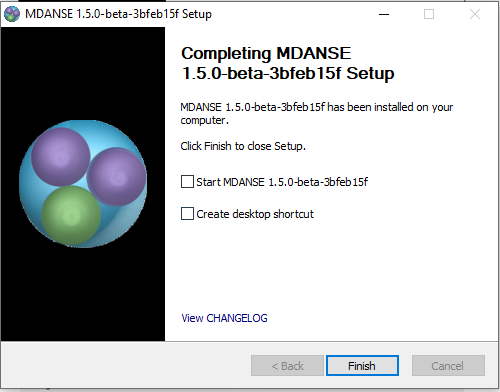 MDANSE 1.5.0-beta-3bfeb15f Setup
Completing MDANSE
1.5.0-beta-3bfeb15f Setup
MDANSE 1.5.0-beta-3bfeb15f has been installed on your
computer.
Click Finish to close Setup.
Start MDANSE 1.5.0-beta-3bfeb15f
Create desktop shortcut
View CHANGELOG
< Back
Finish
Cancel